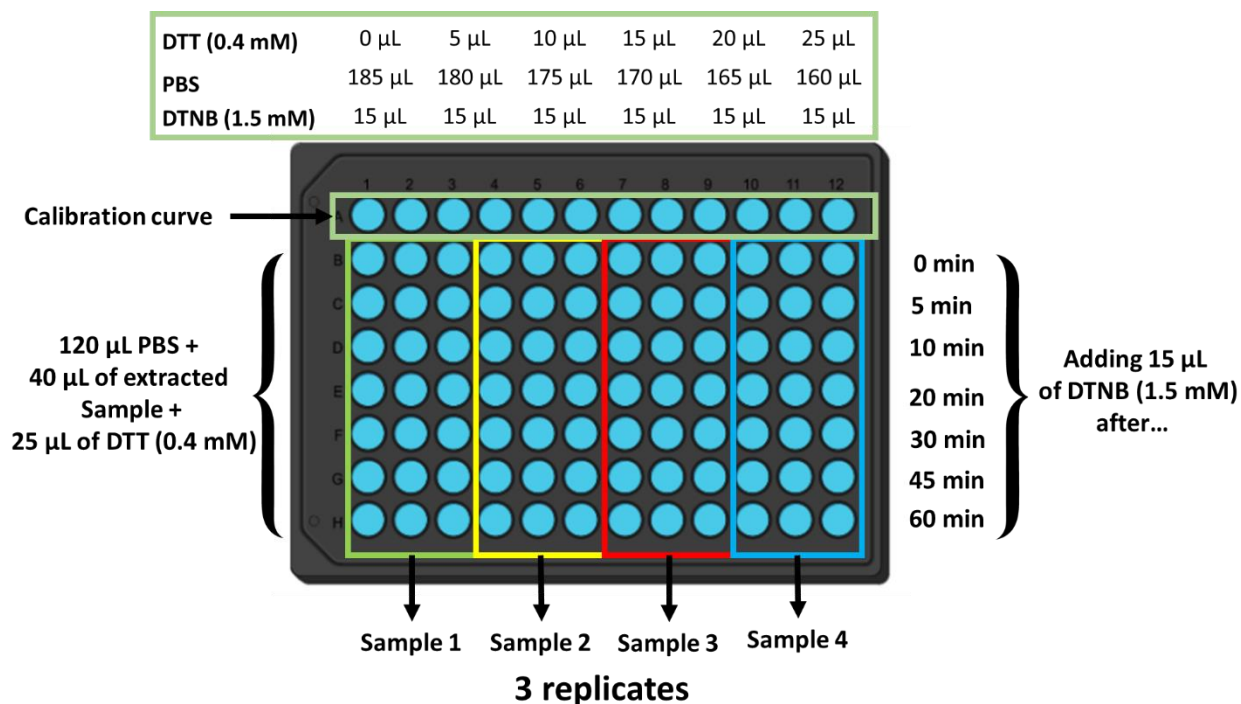 DTT (0.4 mM) 0 µL 5 µL 10 µL 15 µL 20 µL 25 µL
PBS 185 µL 180 µL 175 µL 170 µL 165 µL 160 µL
DTNB (1.5 mM) 15 µL 15 µL 15 µL 15 µL 15 µL 15 µL
1 2 3 4 5 6 7 8 9 10 11 12
Calibration curve
A
B
C
D
E
F
G
H
120 µL PBS +
40 µL of extracted
Sample +
25 µL of DTT (0.4 mM)
0 min
5 min
10 min
20 min
30 min
45 min
60 min
Adding 15 µL
of DTNB (1.5 mM)
after...
Sample 1 Sample 2 Sample 3 Sample 4
3 replicates